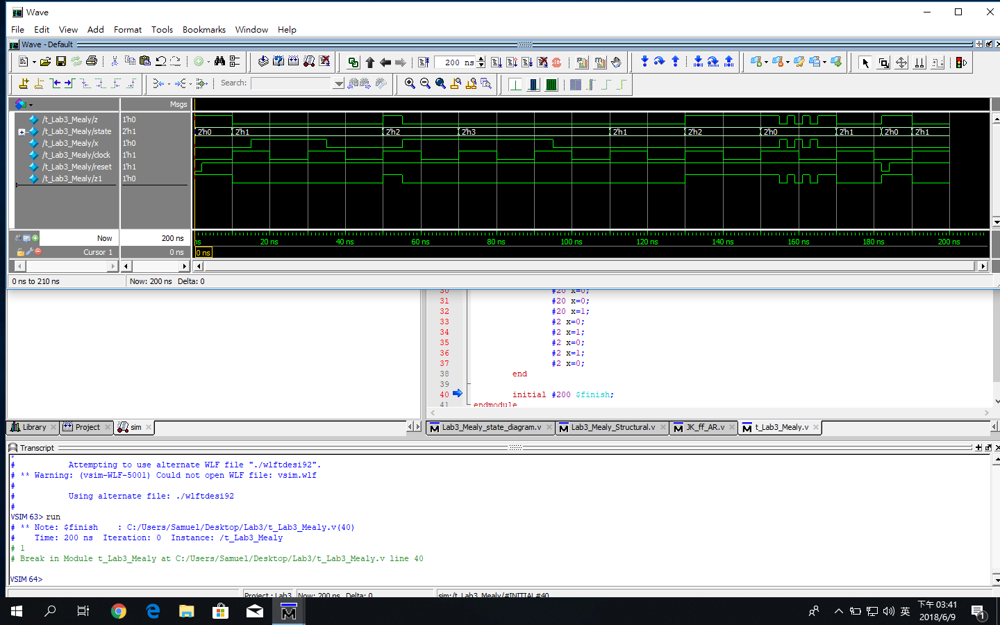 Wave
File Edit View Add Format Tools Bookmarks Window Help
Wave - Default
200 ns
Search:
Msgs
/t_Lab3_Mealy/z 1'h0
/t_Lab3_Mealy/state 2'h1 2'h0 2'h1 2'h2 2'h3 2'h1 2'h2 2'h0 2'h1 2'h0 2'h1
/t_Lab3_Mealy/x 1'h0
/t_Lab3_Mealy/clock 1'h1
/t_Lab3_Mealy/reset 1'h1
/t_Lab3_Mealy/z1 1'h0
Now 200 ns ns 20 ns 40 ns 60 ns 80 ns 100 ns 120 ns 140 ns 160 ns 180 ns 200 ns
Cursor 1 0 ns 0 ns
0 ns to 210 ns Now: 200 ns Delta: 0
30 #20 x=0;
31 #20 x=0;
32 #20 x=1;
33 #2 x=0;
34 #2 x=1;
35 #2 x=0;
36 #2 x=1;
37 #2 x=0;
38 end
39
40 initial #200 $finish;
41 endmodule
Library Project sim Lab3_Mealy_state_diagram.v Lab3_Mealy_Structural.v JK_ff_AR.v t_Lab3_Mealy.v
Transcript
# Attempting to use alternate WLF file "./wlftdesi92".
# ** Warning: (vsim-WLF-5001) Could not open WLF file: vsim.wlf
#
# Using alternate file: ./wlftdesi92
#
VSIM 63> run
# ** Note: $finish : C:/Users/Samuel/Desktop/Lab3/t_Lab3_Mealy.v(40)
# Time: 200 ns Iteration: 0 Instance: /t_Lab3_Mealy
# 1
# Break in Module t_Lab3_Mealy at C:/Users/Samuel/Desktop/Lab3/t_Lab3_Mealy.v line 40
VSIM 64>
Project : Lab3 Now: 200 ns Delta: 0 sim:/t_Lab3_Mealy/#INITIAL#40
英 下午 03:41
2018/6/9 1